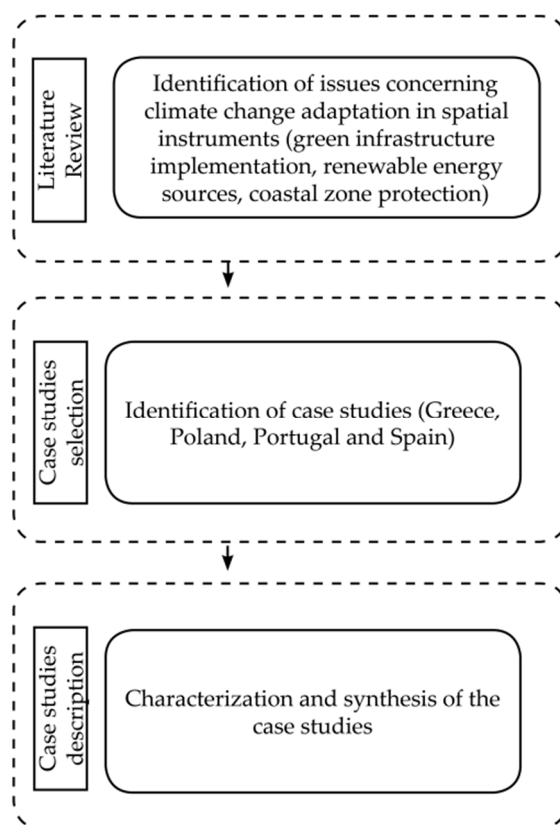 Literature
Review
Identification of issues concerning
climate change adaptation in spatial
instruments (green infrastructure
implementation, renewable energy
sources, coastal zone protection)
Case studies
selection
Identification of case studies (Greece,
Poland, Portugal and Spain)
Case studies
description
Characterization and synthesis of the
case studies